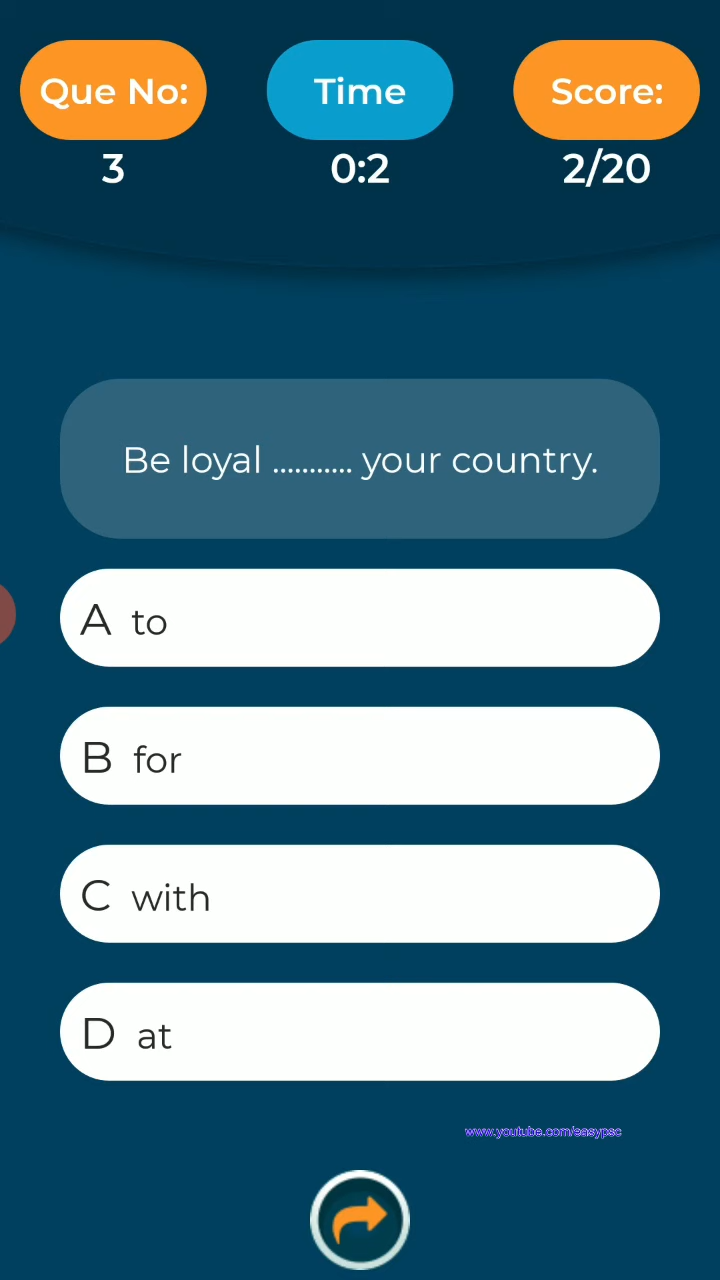 Que No:
Time
Score:
3
0:2
2/20
Be loyal ........... your country.
A to
B for
C with
D at
www.youtube.com/easypsc